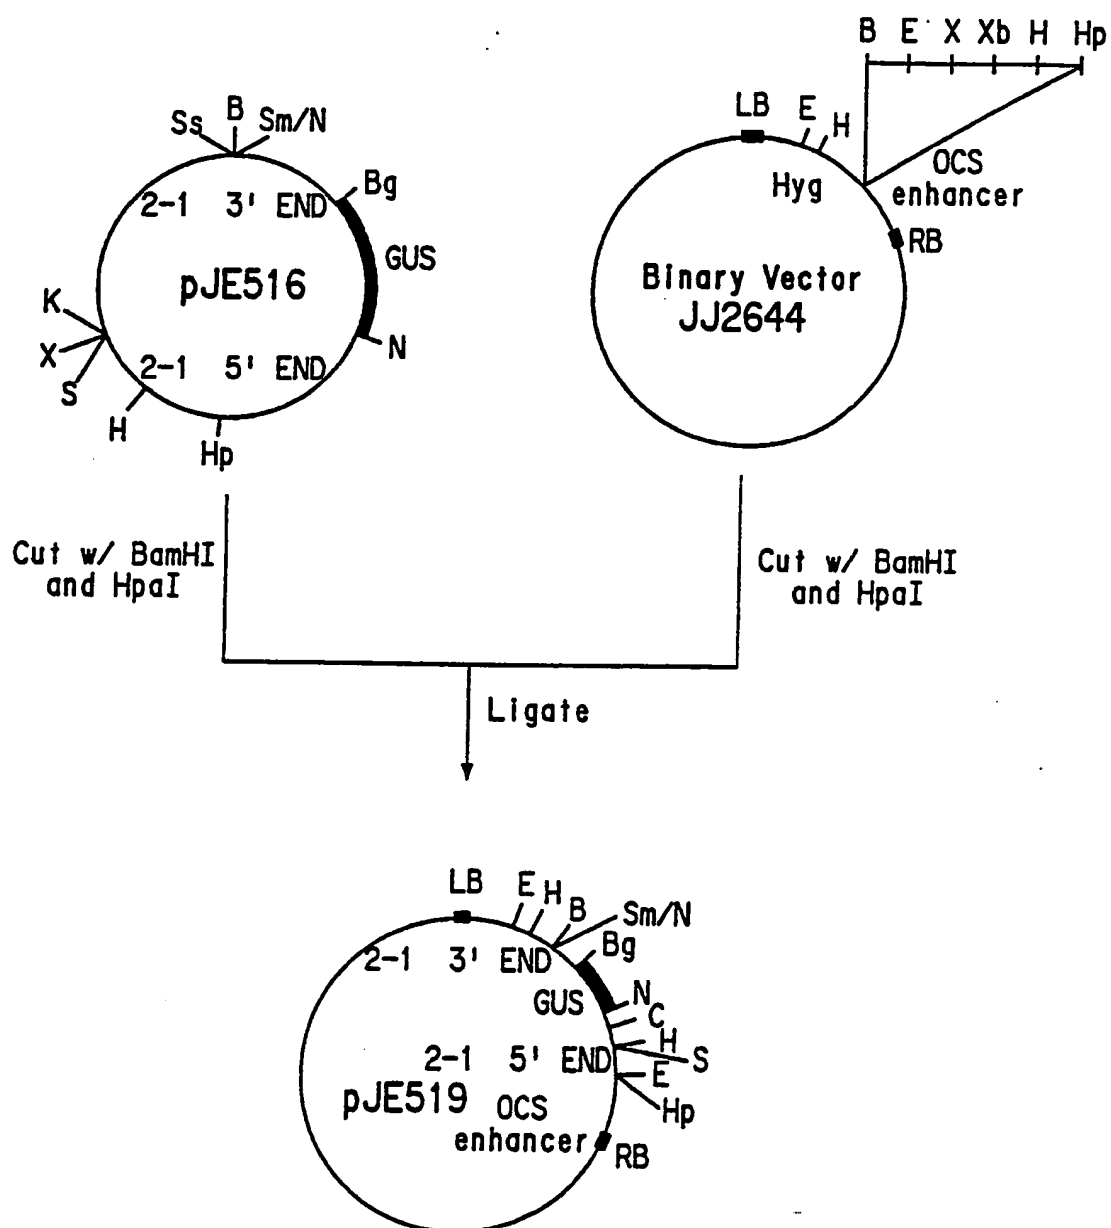 B E X Xb H Hp
LB E H
OCS
enhancer
Hyg
RB
Binary Vector
JJ2644
Ss B Sm/N
Bg
2-1 3' END
GUS
pJE516
K
X
S
N
2-1 5' END
H
Hp
Cut w/ BamHI
and HpaI
Cut w/ BamHI
and HpaI
Ligate
LB E H B Sm/N
Bg
2-1 3' END
GUS
N
C
H
S
2-1 5' END
E
Hp
pJE519
OCS
enhancer
RB